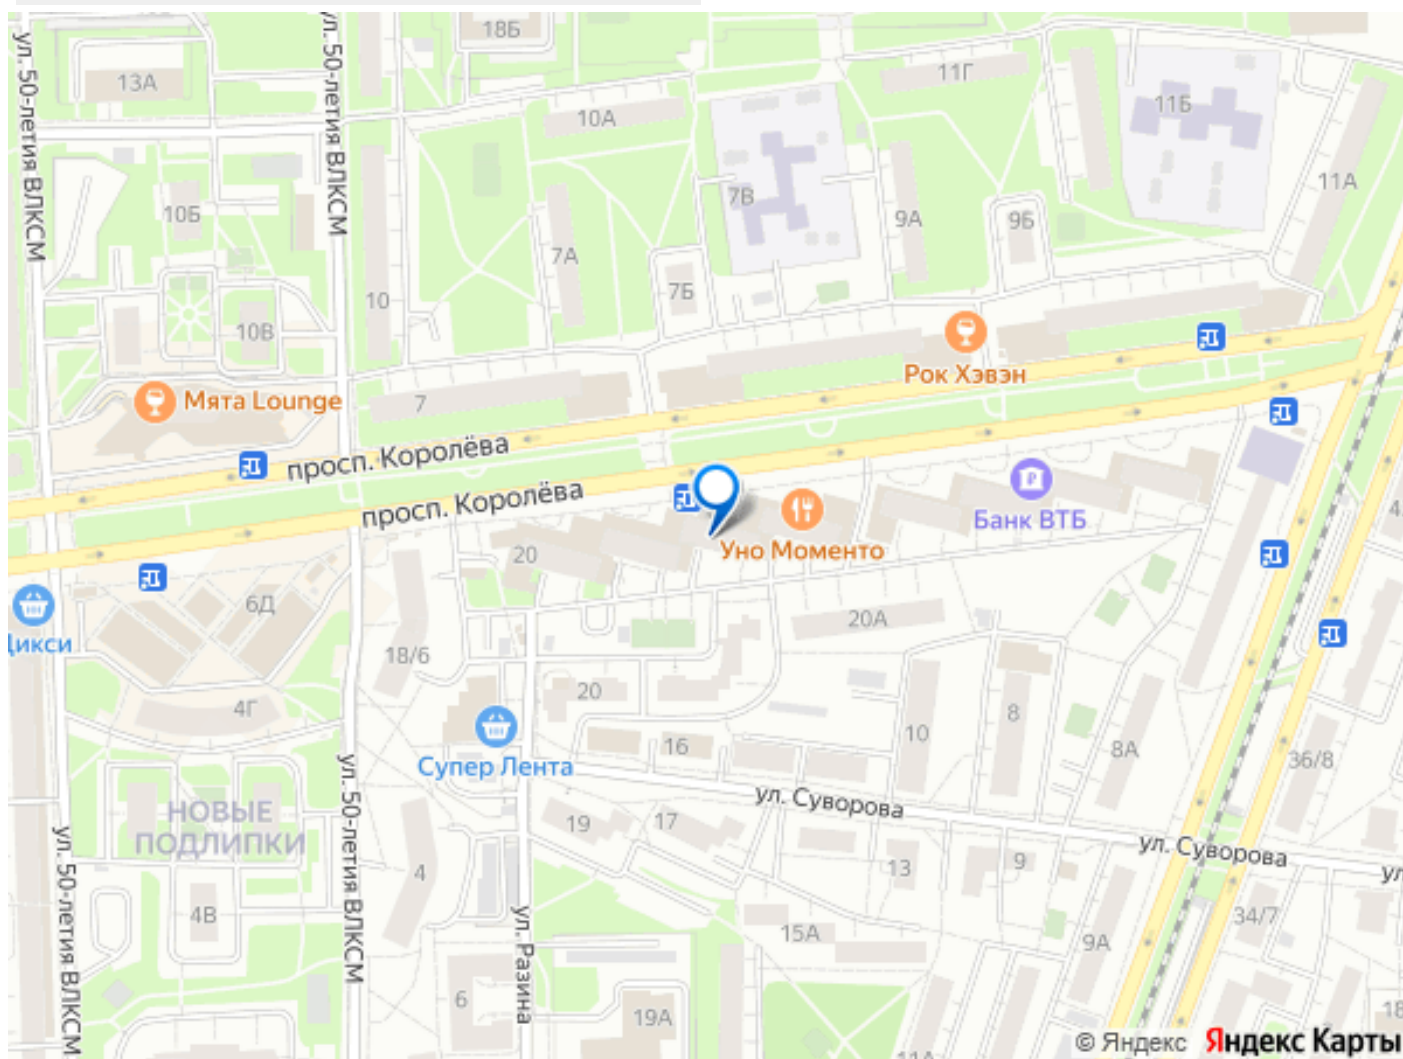 18Б
ул. 50-летия ВЛКСМ
ул. 50-летия ВЛКСМ
13А
11Г
11Б
10А
11А
7В
10Б
9А
9Б
7А
7Б
10
10В
Рок Хэвэн
Мята Lounge
7
просп. Королёва
просп. Королёва
Банк ВТБ
Уно Моменто
20
6Д
20А
Дикси
18/6
4Г
20
10
8
16
8А
36/8
Супер Лента
ул. Суворова
НОВЫЕ
ПОДЛИПКИ
19
17
ул. 50-летия ВЛКСМ
ул. 50-летия ВЛКСМ
ул. Суворова
13
9
4
4В
34/7
15А
9А
ул. Разина
6
19А
© Яндекс Яндекс Карты